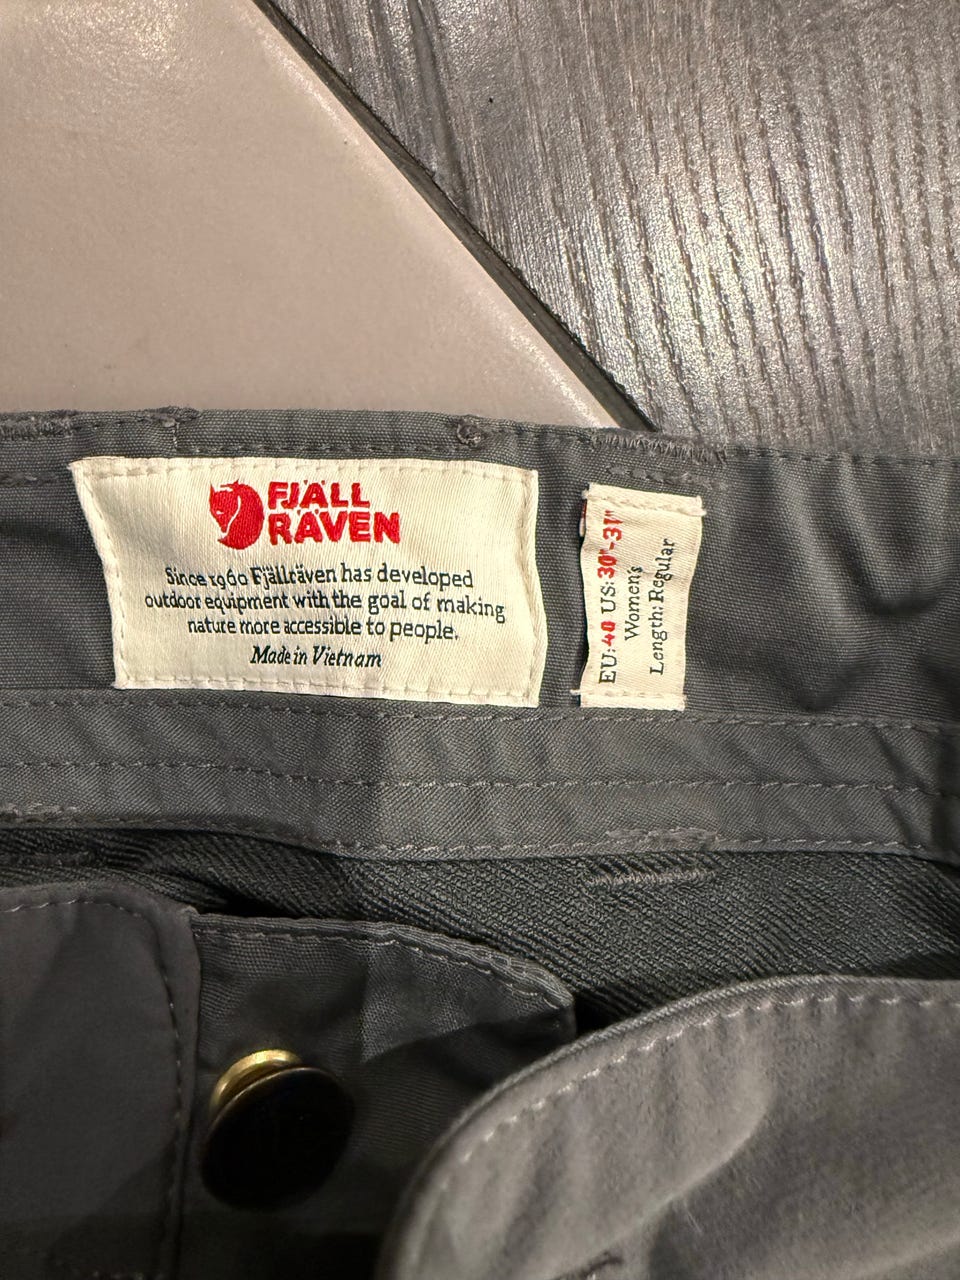 FJÄLL
RÄVEN
Since 1960 Fjällräven has developed
outdoor equipment with the goal of making
nature more accessible to people.
Made in Vietnam
EU:40 US:30"-31"
Women's
Length: Regular